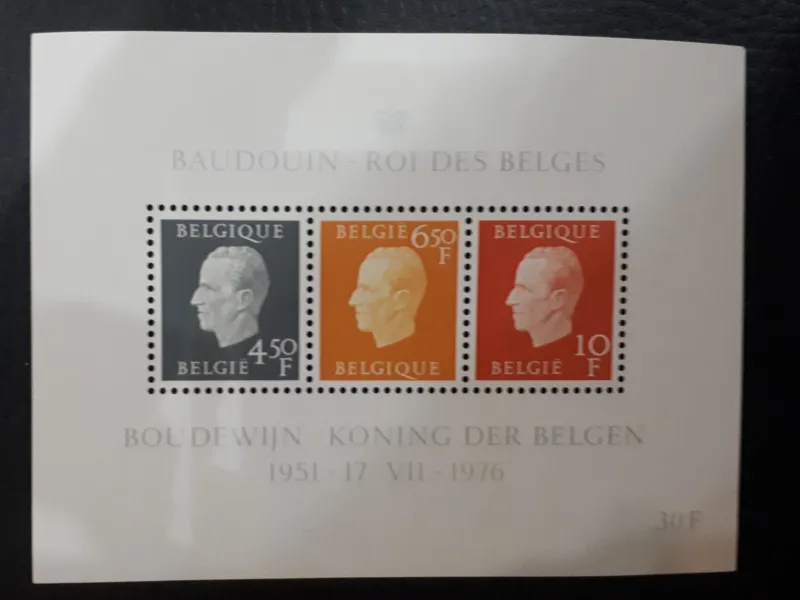 BAUDOUIN - ROI DES BELGES
BELGIQUE
4,50 F
BELGIË
BELGIE
6,50 F
BELGIQUE
BELGIQUE
10 F
BELGIË
BOUDEWIJN KONING DER BELGEN
1951 - 17 VII - 1976
30 F